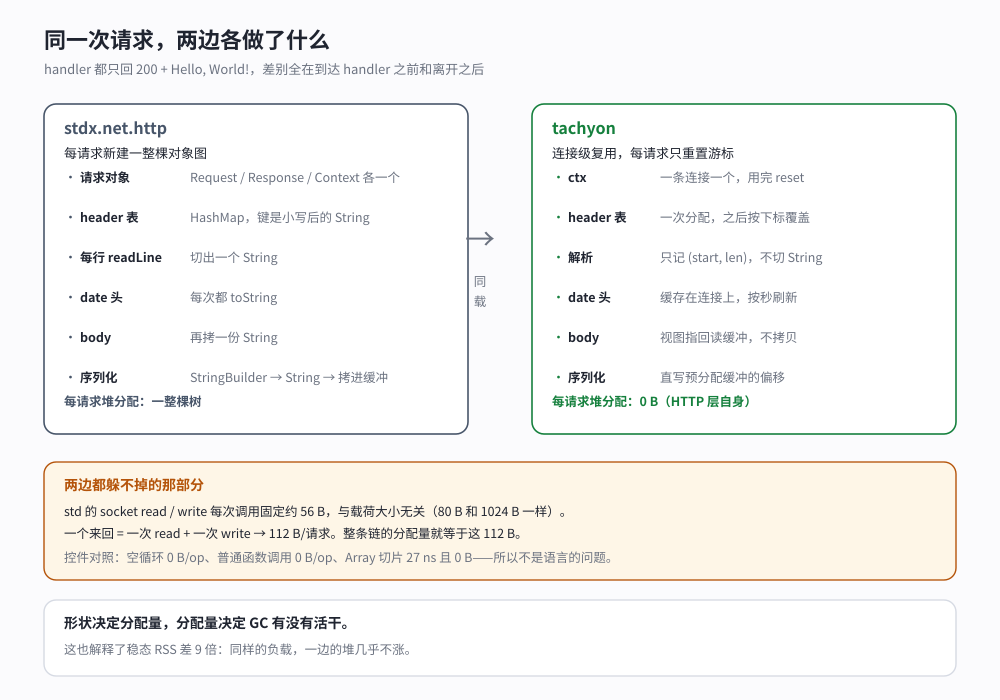 同一次请求，两边各做了什么
handler 都只回 200 + Hello, World!，差别全在到达 handler 之前和离开之后
stdx.net.http
每请求新建一整棵对象图
· 请求对象 Request / Response / Context 各一个
· header 表 HashMap，键是小写后的 String
· 每行 readLine 切出一个 String
· date 头 每次都 toString
· body 再拷一份 String
· 序列化 StringBuilder → String → 拷进缓冲
每请求堆分配：一整棵树
→
同
载
tachyon
连接级复用，每请求只重置游标
· ctx 一条连接一个，用完 reset
· header 表 一次分配，之后按下标覆盖
· 解析 只记 (start, len)，不切 String
· date 头 缓存在连接上，按秒刷新
· body 视图指回读缓冲，不拷贝
· 序列化 直写预分配缓冲的偏移
每请求堆分配：0 B（HTTP 层自身）
两边都躲不掉的那部分
std 的 socket read / write 每次调用固定约 56 B，与载荷大小无关（80 B 和 1024 B 一样）。
一个来回 = 一次 read + 一次 write → 112 B/请求。整条链的分配量就等于这 112 B。
控件对照：空循环 0 B/op、普通函数调用 0 B/op、Array 切片 27 ns 且 0 B——所以不是语言的问题。
形状决定分配量，分配量决定 GC 有没有活干。
这也解释了稳态 RSS 差 9 倍：同样的负载，一边的堆几乎不涨。